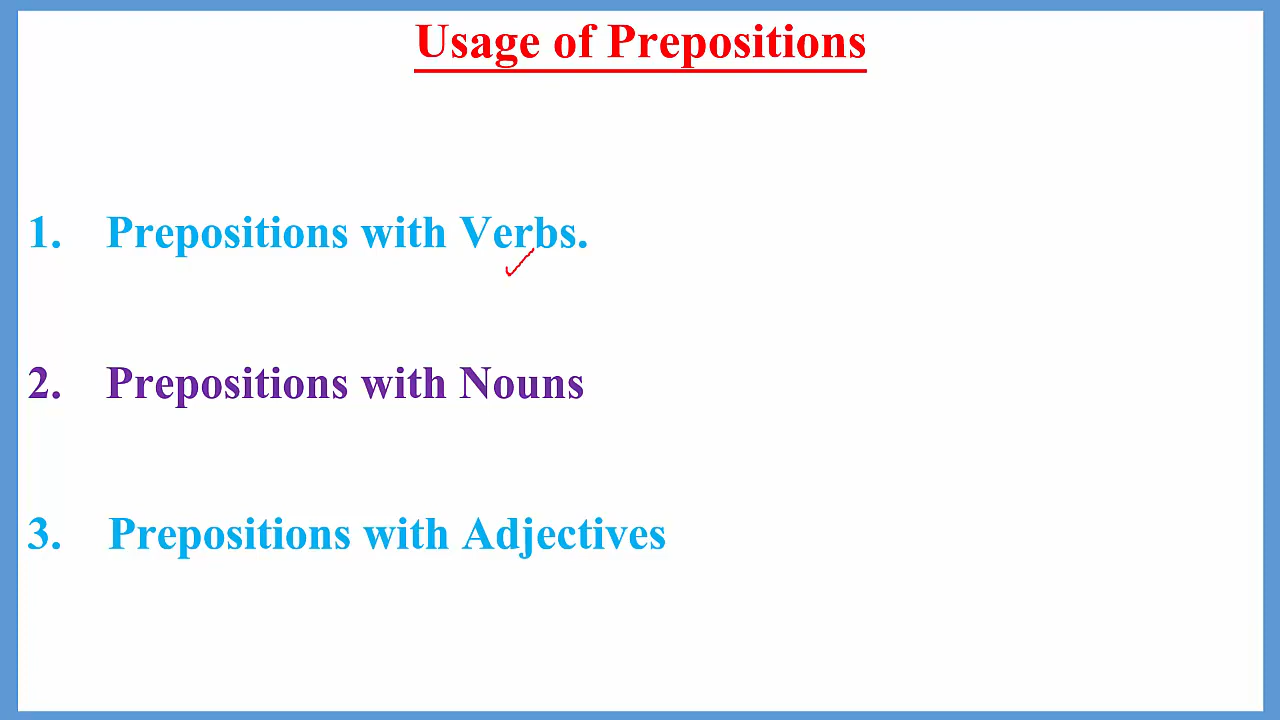 Usage of Prepositions
1. Prepositions with Verbs.
2. Prepositions with Nouns
3. Prepositions with Adjectives